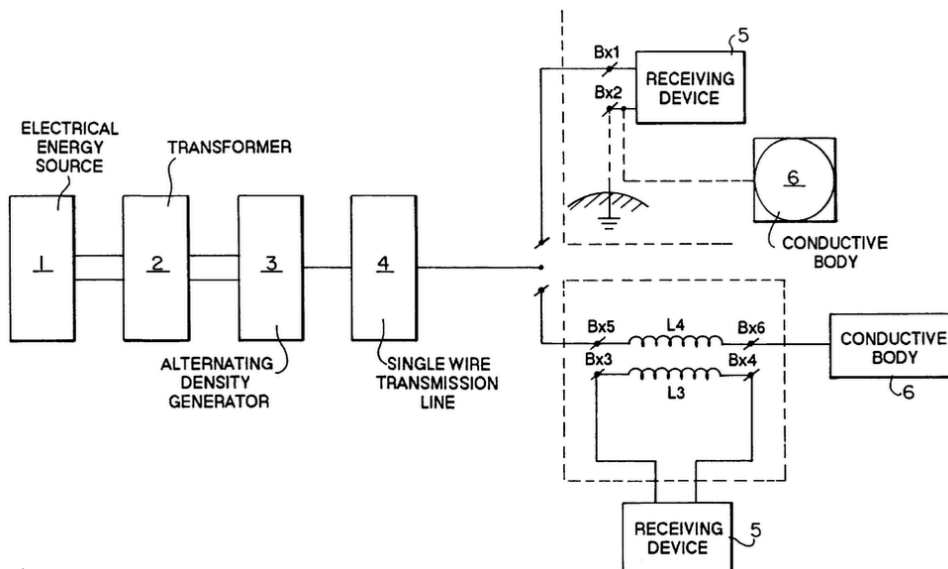 5
Bx1
RECEIVING
DEVICE
Bx2
ELECTRICAL
ENERGY
SOURCE
TRANSFORMER
6
CONDUCTIVE
BODY
1
2
3
4
L4
Bx5
Bx6
Bx3
Bx4
L3
CONDUCTIVE
BODY
6
ALTERNATING
DENSITY
GENERATOR
SINGLE WIRE
TRANSMISSION
LINE
RECEIVING
DEVICE
5